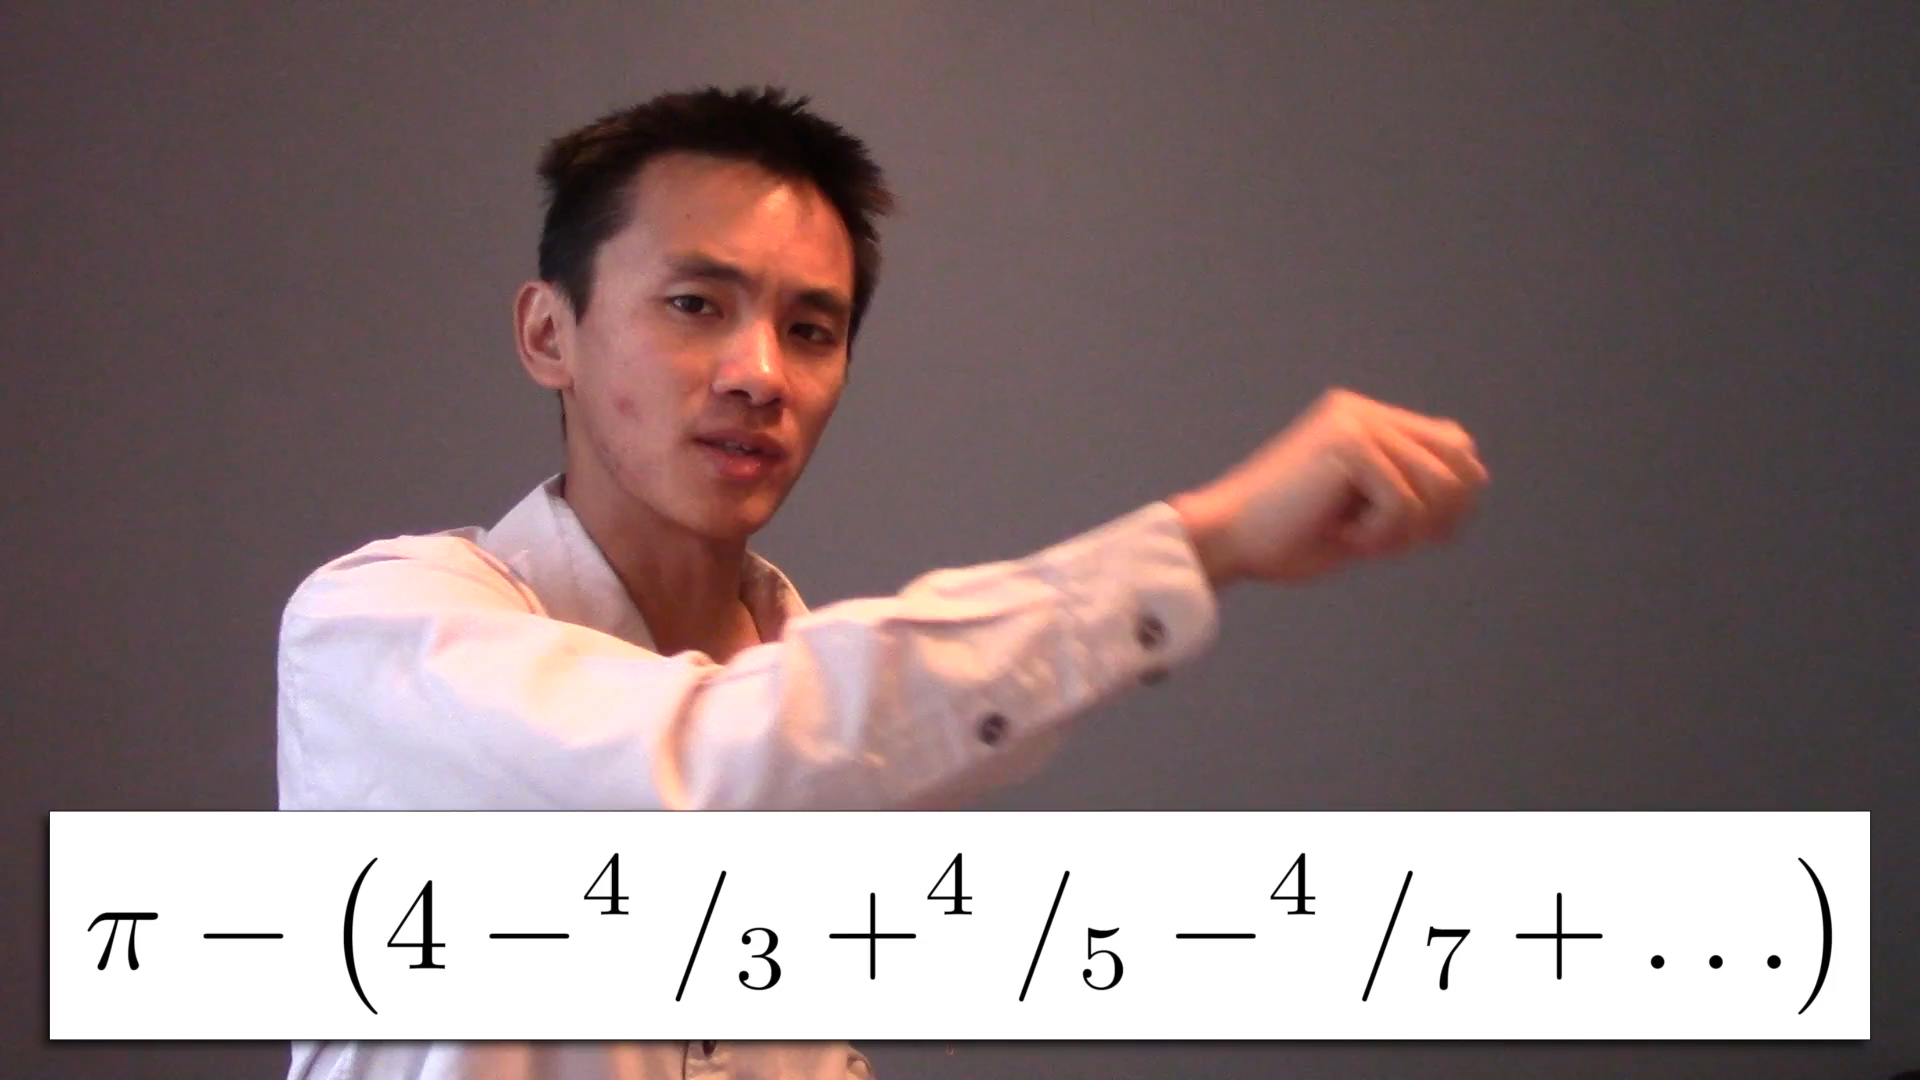 π − (4 − ⁴/₃ + ⁴/₅ − ⁴/₇ + ...)